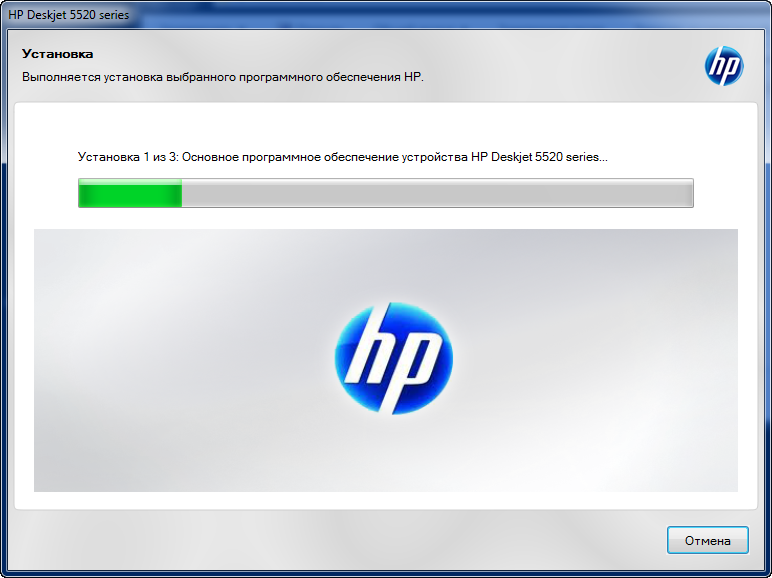 HP Deskjet 5520 series
Установка
Выполняется установка выбранного программного обеспечения HP.
hp
Установка 1 из 3: Основное программное обеспечение устройства HP Deskjet 5520 series...
hp
Отмена